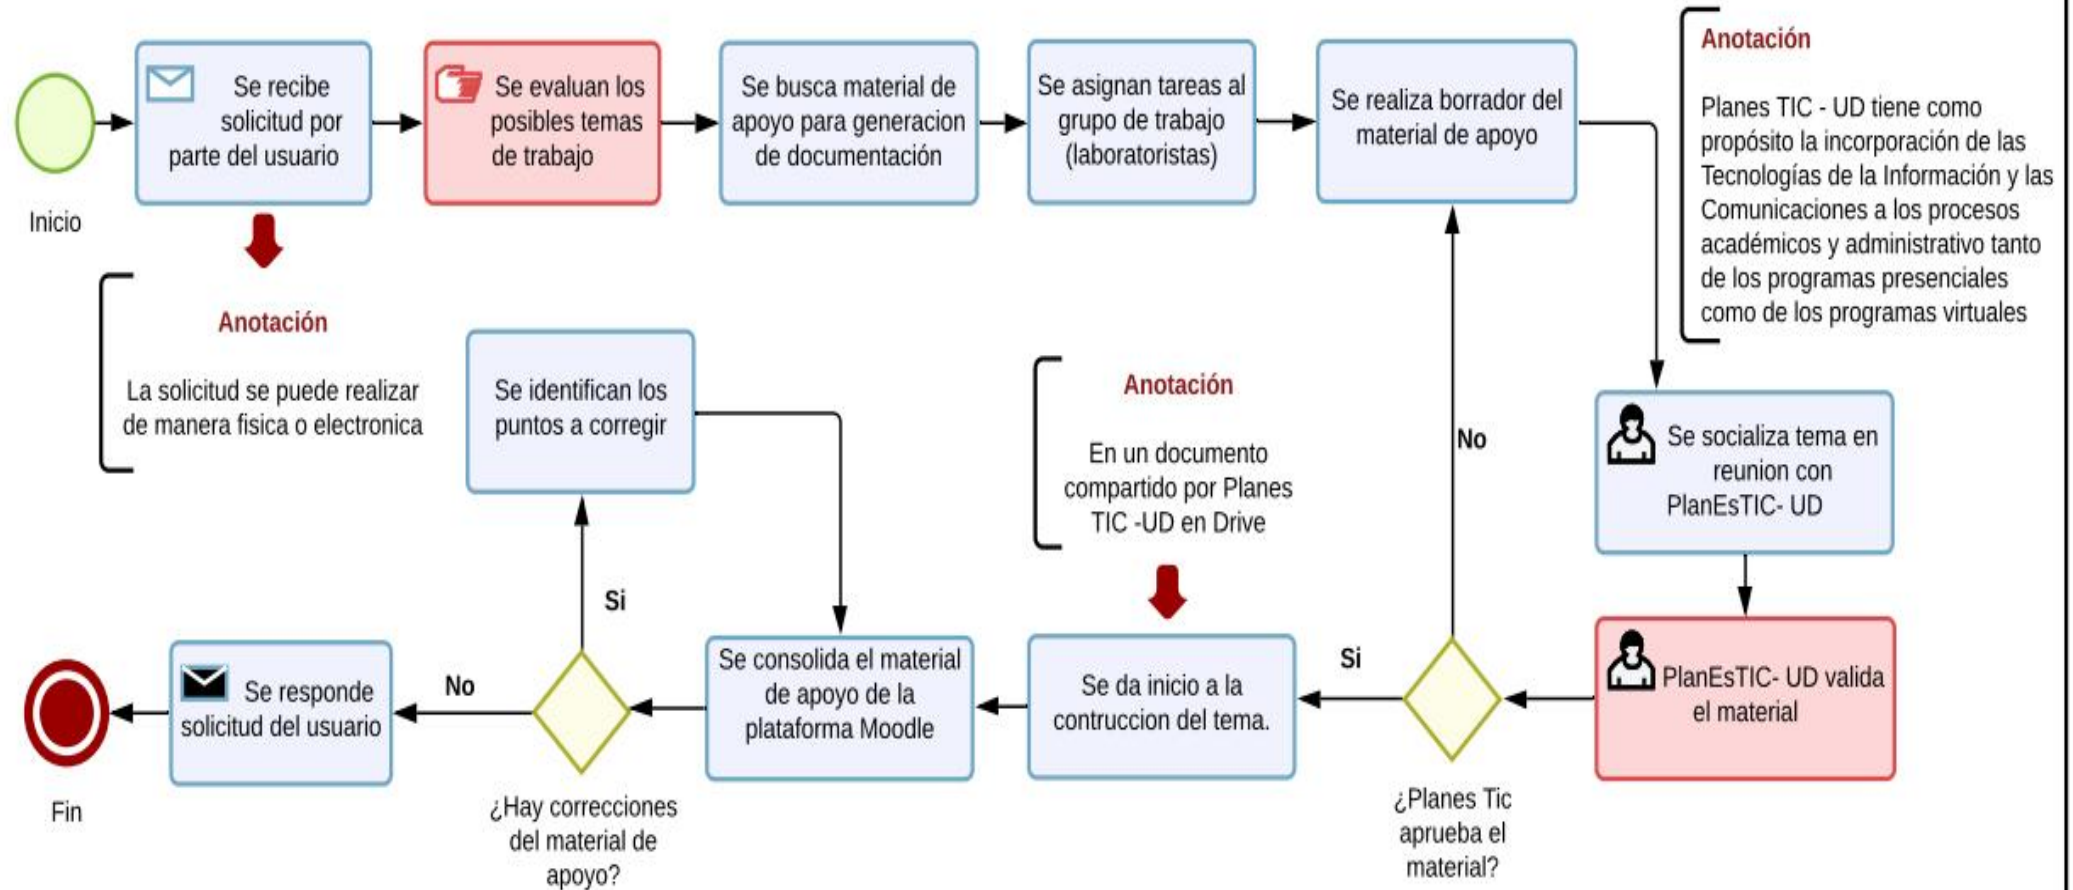 Inicio
Se recibe
solicitud por
parte del usuario
Se evaluan los
posibles temas
de trabajo
Se busca material de
apoyo para generacion
de documentación
Se asignan tareas al
grupo de trabajo
(laboratoristas)
Se realiza borrador del
material de apoyo
Anotación
Planes TIC - UD tiene como
propósito la incorporación de las
Tecnologías de la Información y las
Comunicaciones a los procesos
académicos y administrativo tanto
de los programas presenciales
como de los programas virtuales
Anotación
La solicitud se puede realizar
de manera fisica o electronica
Se identifican los
puntos a corregir
Anotación
En un documento
compartido por Planes
TIC -UD en Drive
No
Se socializa tema en
reunion con
PlanEsTIC- UD
PlanEsTIC- UD valida
el material
¿Planes Tic
aprueba el
material?
Si
Se da inicio a la
contruccion del tema.
Se consolida el material
de apoyo de la
plataforma Moodle
Si
¿Hay correcciones
del material de
apoyo?
No
Se responde
solicitud del usuario
Fin